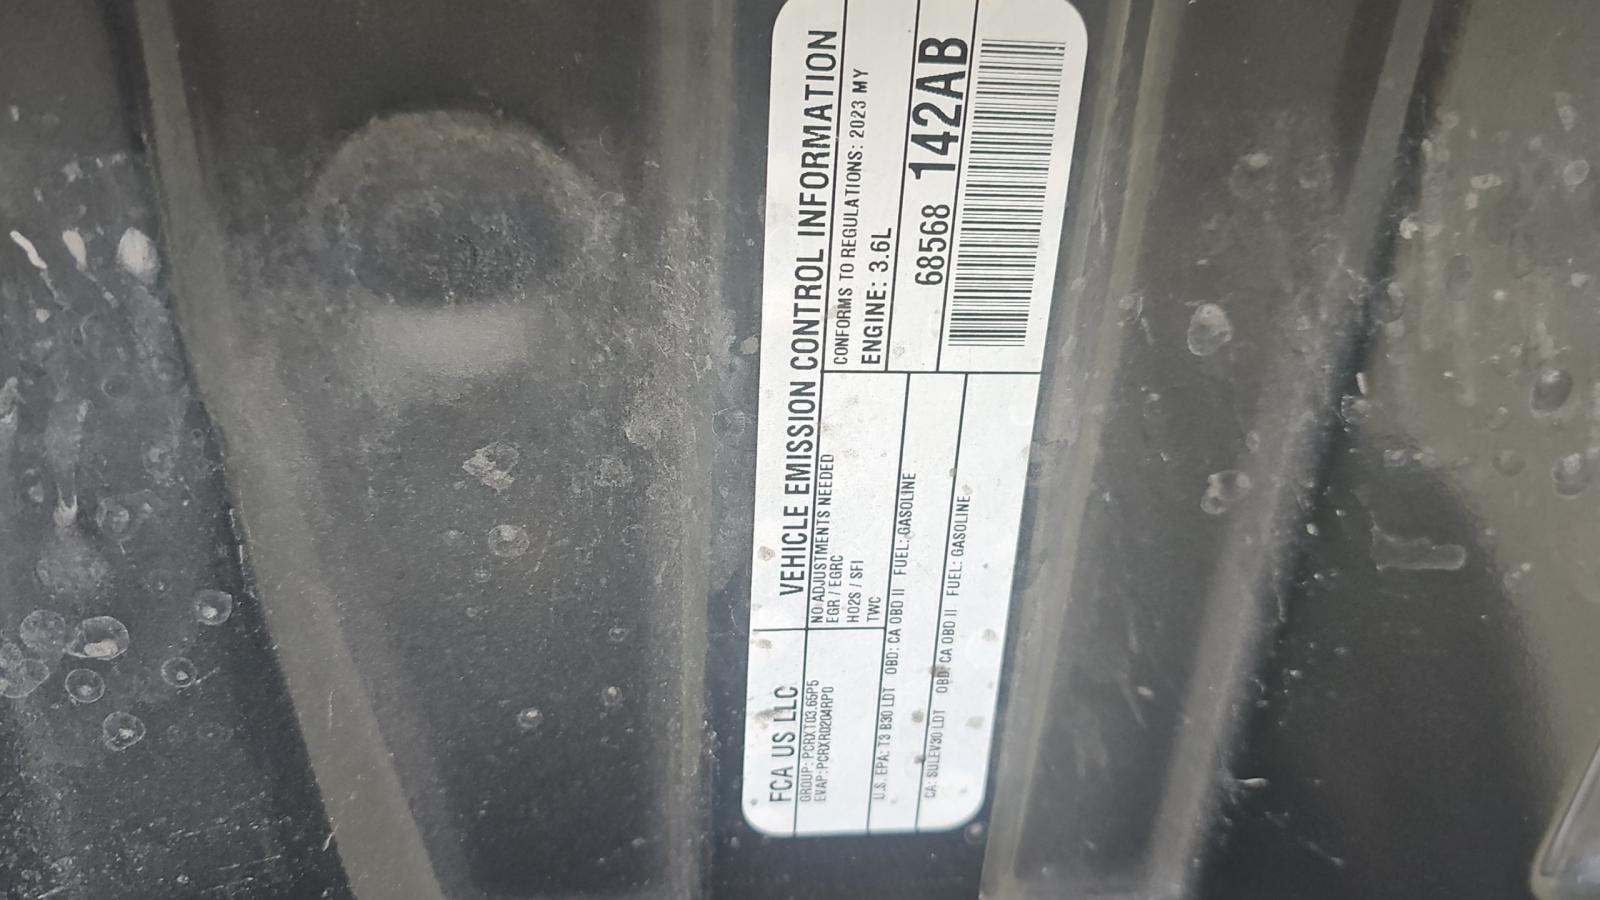 VEHICLE EMISSION CONTROL INFORMATION
FCA US LLC
GROUP: PCRXT03.65P5
EVAP: PCRXR0204RP0
NO ADJUSTMENTS NEEDED
EGR / EGRC
HO2S / SFI
TWC
CONFORMS TO REGULATIONS: 2023 MY
ENGINE: 3.6L
U.S. EPA: T3 B30 LDT OBD: CA OBD II FUEL: GASOLINE
CA: SULEV30 LDT OBD: CA OBD II FUEL: GASOLINE
68568 142AB